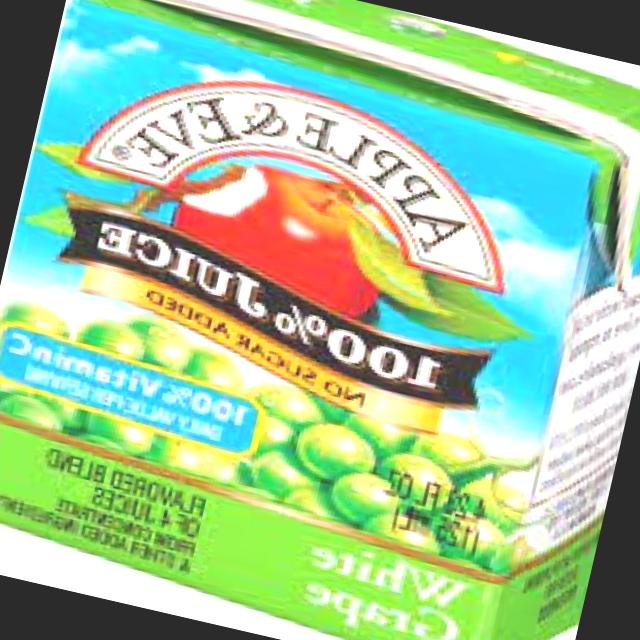 APPLE & EVE®
100% JUICE
NO SUGAR ADDED
100% Vitamin C
DAILY VALUE PER SERVING
4.23 FL OZ
(125 mL)
FLAVORED BLEND
OF 4 JUICES
FROM CONCENTRATE
& OTHER ADDED INGREDIENTS
White
Grape